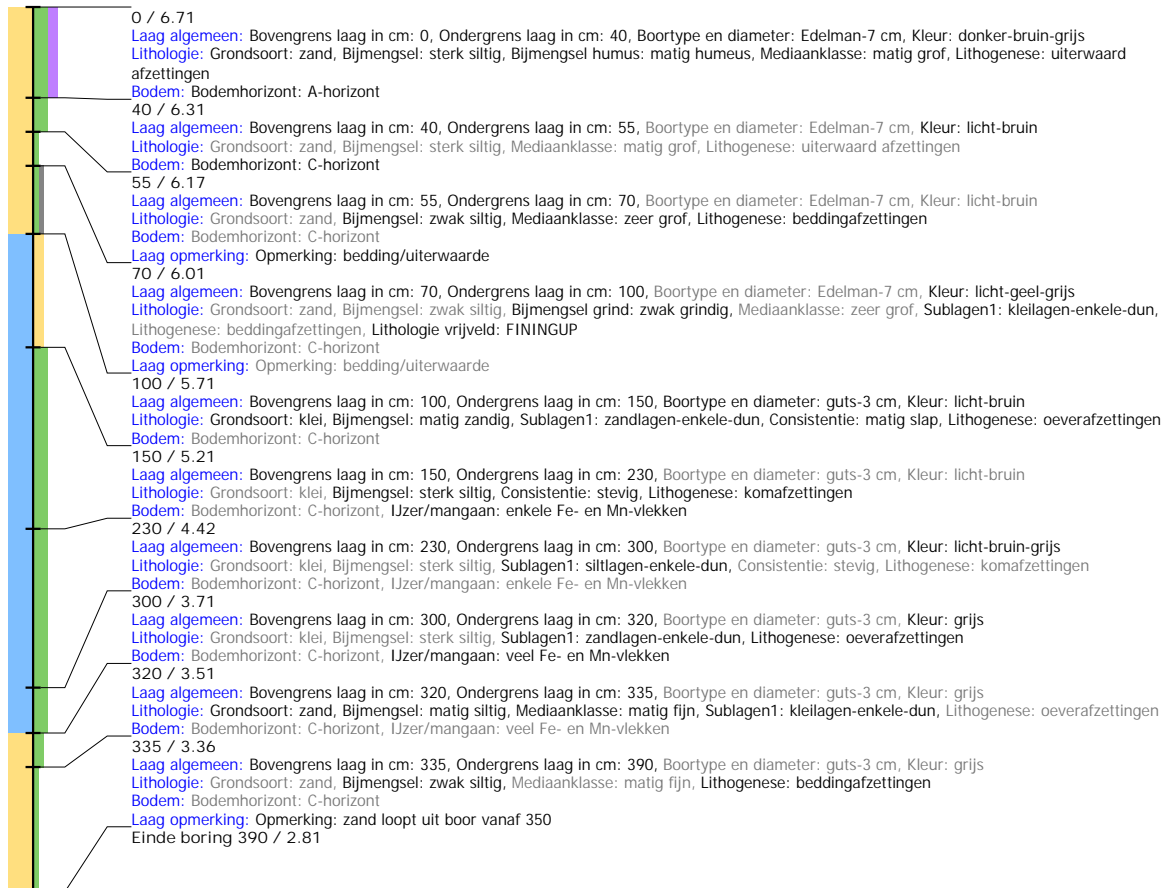 0 / 6.71
Laag algemeen: Bovengrens laag in cm: 0, Ondergrens laag in cm: 40, Boortype en diameter: Edelman-7 cm, Kleur: donker-bruin-grijs
Lithologie: Grondsoort: zand, Bijmengsel: sterk siltig, Bijmengsel humus: matig humeus, Mediaanklasse: matig grof, Lithogenese: uiterwaard
afzettingen
Bodem: Bodemhorizont: A-horizont
40 / 6.31
Laag algemeen: Bovengrens laag in cm: 40, Ondergrens laag in cm: 55, Boortype en diameter: Edelman-7 cm, Kleur: licht-bruin
Lithologie: Grondsoort: zand, Bijmengsel: sterk siltig, Mediaanklasse: matig grof, Lithogenese: uiterwaard afzettingen
Bodem: Bodemhorizont: C-horizont
55 / 6.17
Laag algemeen: Bovengrens laag in cm: 55, Ondergrens laag in cm: 70, Boortype en diameter: Edelman-7 cm, Kleur: licht-bruin
Lithologie: Grondsoort: zand, Bijmengsel: zwak siltig, Mediaanklasse: zeer grof, Lithogenese: beddingafzettingen
Bodem: Bodemhorizont: C-horizont
Laag opmerking: Opmerking: bedding/uiterwaarde
70 / 6.01
Laag algemeen: Bovengrens laag in cm: 70, Ondergrens laag in cm: 100, Boortype en diameter: Edelman-7 cm, Kleur: licht-geel-grijs
Lithologie: Grondsoort: zand, Bijmengsel: zwak siltig, Bijmengsel grind: zwak grindig, Mediaanklasse: zeer grof, Sublagen1: kleilagen-enkele-dun,
Lithogenese: beddingafzettingen, Lithologie vrijveld: FININGUP
Bodem: Bodemhorizont: C-horizont
Laag opmerking: Opmerking: bedding/uiterwaarde
100 / 5.71
Laag algemeen: Bovengrens laag in cm: 100, Ondergrens laag in cm: 150, Boortype en diameter: guts-3 cm, Kleur: licht-bruin
Lithologie: Grondsoort: klei, Bijmengsel: matig zandig, Sublagen1: zandlagen-enkele-dun, Consistentie: matig slap, Lithogenese: oeverafzettingen
Bodem: Bodemhorizont: C-horizont
150 / 5.21
Laag algemeen: Bovengrens laag in cm: 150, Ondergrens laag in cm: 230, Boortype en diameter: guts-3 cm, Kleur: licht-bruin
Lithologie: Grondsoort: klei, Bijmengsel: sterk siltig, Consistentie: stevig, Lithogenese: komafzettingen
Bodem: Bodemhorizont: C-horizont, IJzer/mangaan: enkele Fe- en Mn-vlekken
230 / 4.42
Laag algemeen: Bovengrens laag in cm: 230, Ondergrens laag in cm: 300, Boortype en diameter: guts-3 cm, Kleur: licht-bruin-grijs
Lithologie: Grondsoort: klei, Bijmengsel: sterk siltig, Sublagen1: siltlagen-enkele-dun, Consistentie: stevig, Lithogenese: komafzettingen
Bodem: Bodemhorizont: C-horizont, IJzer/mangaan: enkele Fe- en Mn-vlekken
300 / 3.71
Laag algemeen: Bovengrens laag in cm: 300, Ondergrens laag in cm: 320, Boortype en diameter: guts-3 cm, Kleur: grijs
Lithologie: Grondsoort: klei, Bijmengsel: sterk siltig, Sublagen1: zandlagen-enkele-dun, Lithogenese: oeverafzettingen
Bodem: Bodemhorizont: C-horizont, IJzer/mangaan: veel Fe- en Mn-vlekken
320 / 3.51
Laag algemeen: Bovengrens laag in cm: 320, Ondergrens laag in cm: 335, Boortype en diameter: guts-3 cm, Kleur: grijs
Lithologie: Grondsoort: zand, Bijmengsel: matig siltig, Mediaanklasse: matig fijn, Sublagen1: kleilagen-enkele-dun, Lithogenese: oeverafzettingen
Bodem: Bodemhorizont: C-horizont, IJzer/mangaan: veel Fe- en Mn-vlekken
335 / 3.36
Laag algemeen: Bovengrens laag in cm: 335, Ondergrens laag in cm: 390, Boortype en diameter: guts-3 cm, Kleur: grijs
Lithologie: Grondsoort: zand, Bijmengsel: zwak siltig, Mediaanklasse: matig fijn, Lithogenese: beddingafzettingen
Bodem: Bodemhorizont: C-horizont
Laag opmerking: Opmerking: zand loopt uit boor vanaf 350
Einde boring 390 / 2.81